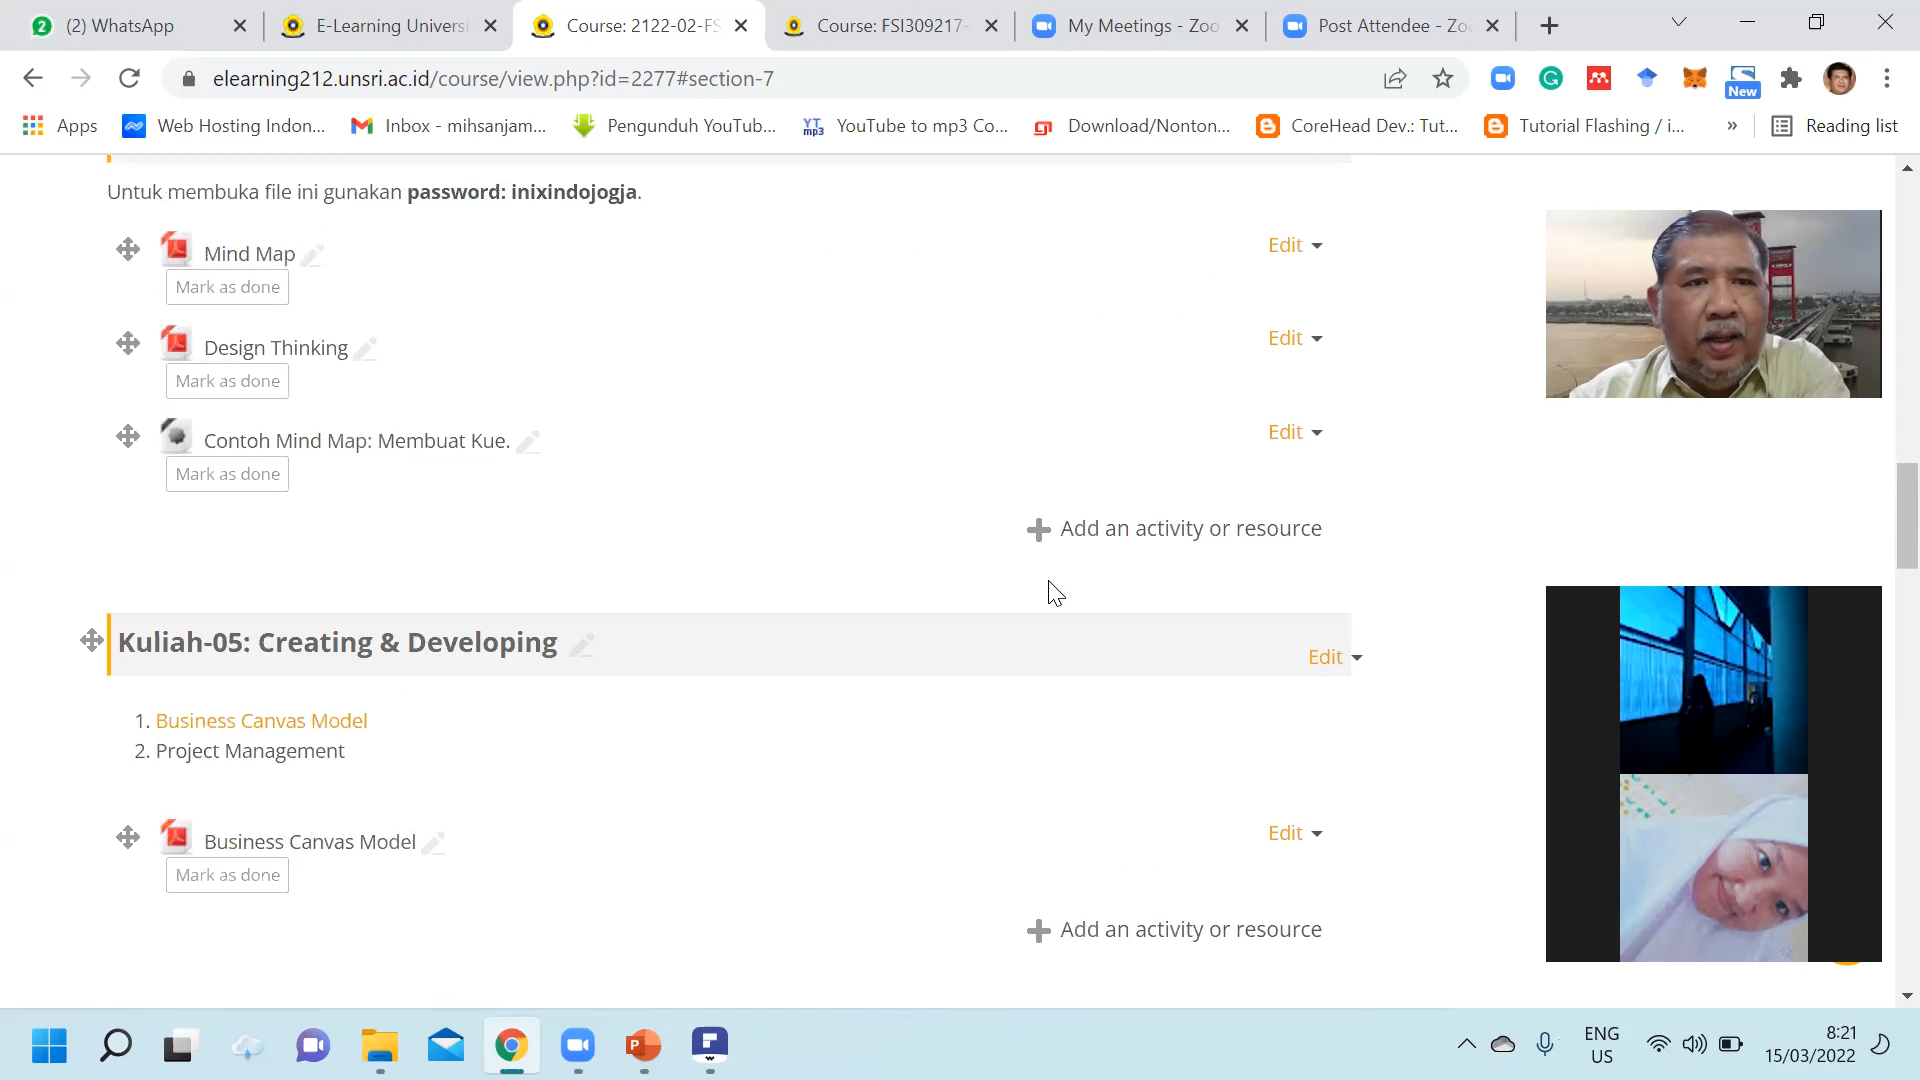 (2) WhatsApp
E-Learning Universi
Course: 2122-02-FS
Course: FSI309217-
My Meetings - Zoo
Post Attendee - Zo
elearning212.unsri.ac.id/course/view.php?id=2277#section-7
New
Apps
Web Hosting Indon...
Inbox - mihsanjam...
Pengunduh YouTub...
YT mp3
YouTube to mp3 Co...
Download/Nonton...
CoreHead Dev.: Tut...
Tutorial Flashing / i...
»
Reading list
Untuk membuka file ini gunakan password: inixindojogja.
Mind Map
Edit
Mark as done
Design Thinking
Edit
Mark as done
Contoh Mind Map: Membuat Kue.
Edit
Mark as done
Add an activity or resource
Kuliah-05: Creating & Developing
Edit
1. Business Canvas Model
2. Project Management
Business Canvas Model
Edit
Mark as done
Add an activity or resource
ENG
US
8:21
15/03/2022